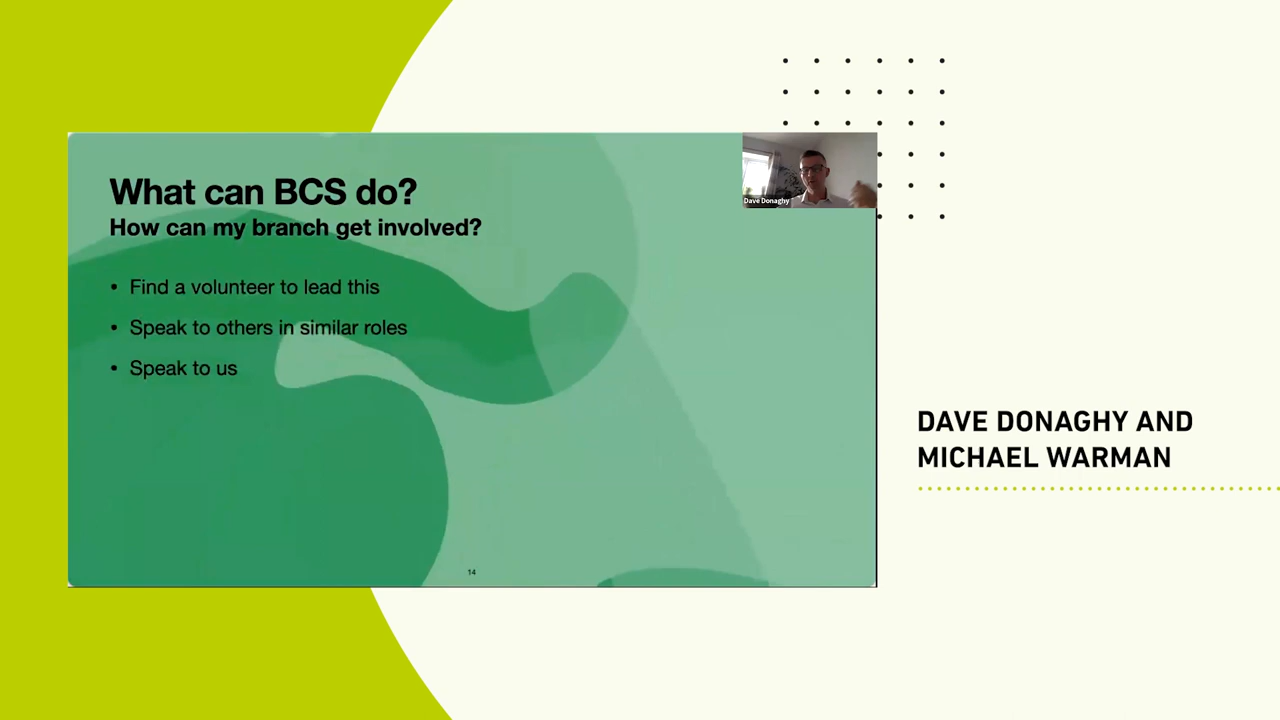 What can BCS do?
How can my branch get involved?
• Find a volunteer to lead this
• Speak to others in similar roles
• Speak to us
14
Dave Donaghy
DAVE DONAGHY AND
MICHAEL WARMAN